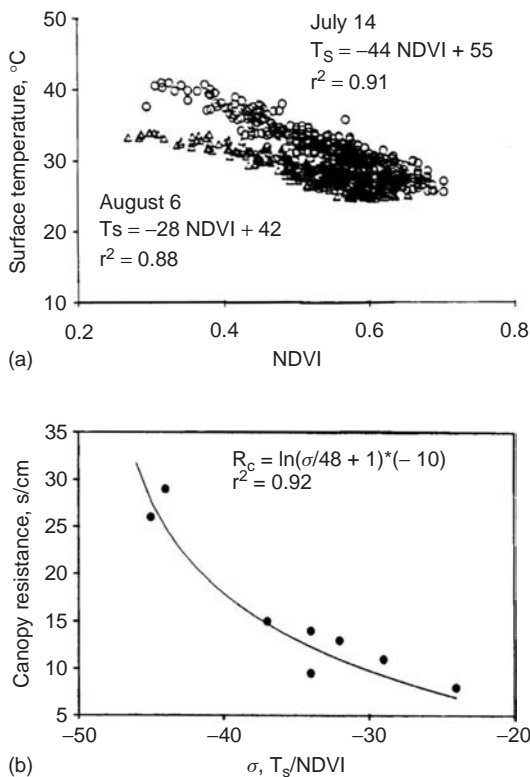 July 14
T_S = −44 NDVI + 55
r² = 0.91
August 6
Ts = −28 NDVI + 42
r² = 0.88
Surface temperature, °C
50
40
30
20
10
0.2 0.4 0.6 0.8
NDVI
(a)
R_c = ln(σ/48 + 1)*(− 10)
r² = 0.92
Canopy resistance, s/cm
35
30
25
20
15
10
5
−50 −40 −30 −20
σ, T_s/NDVI
(b)